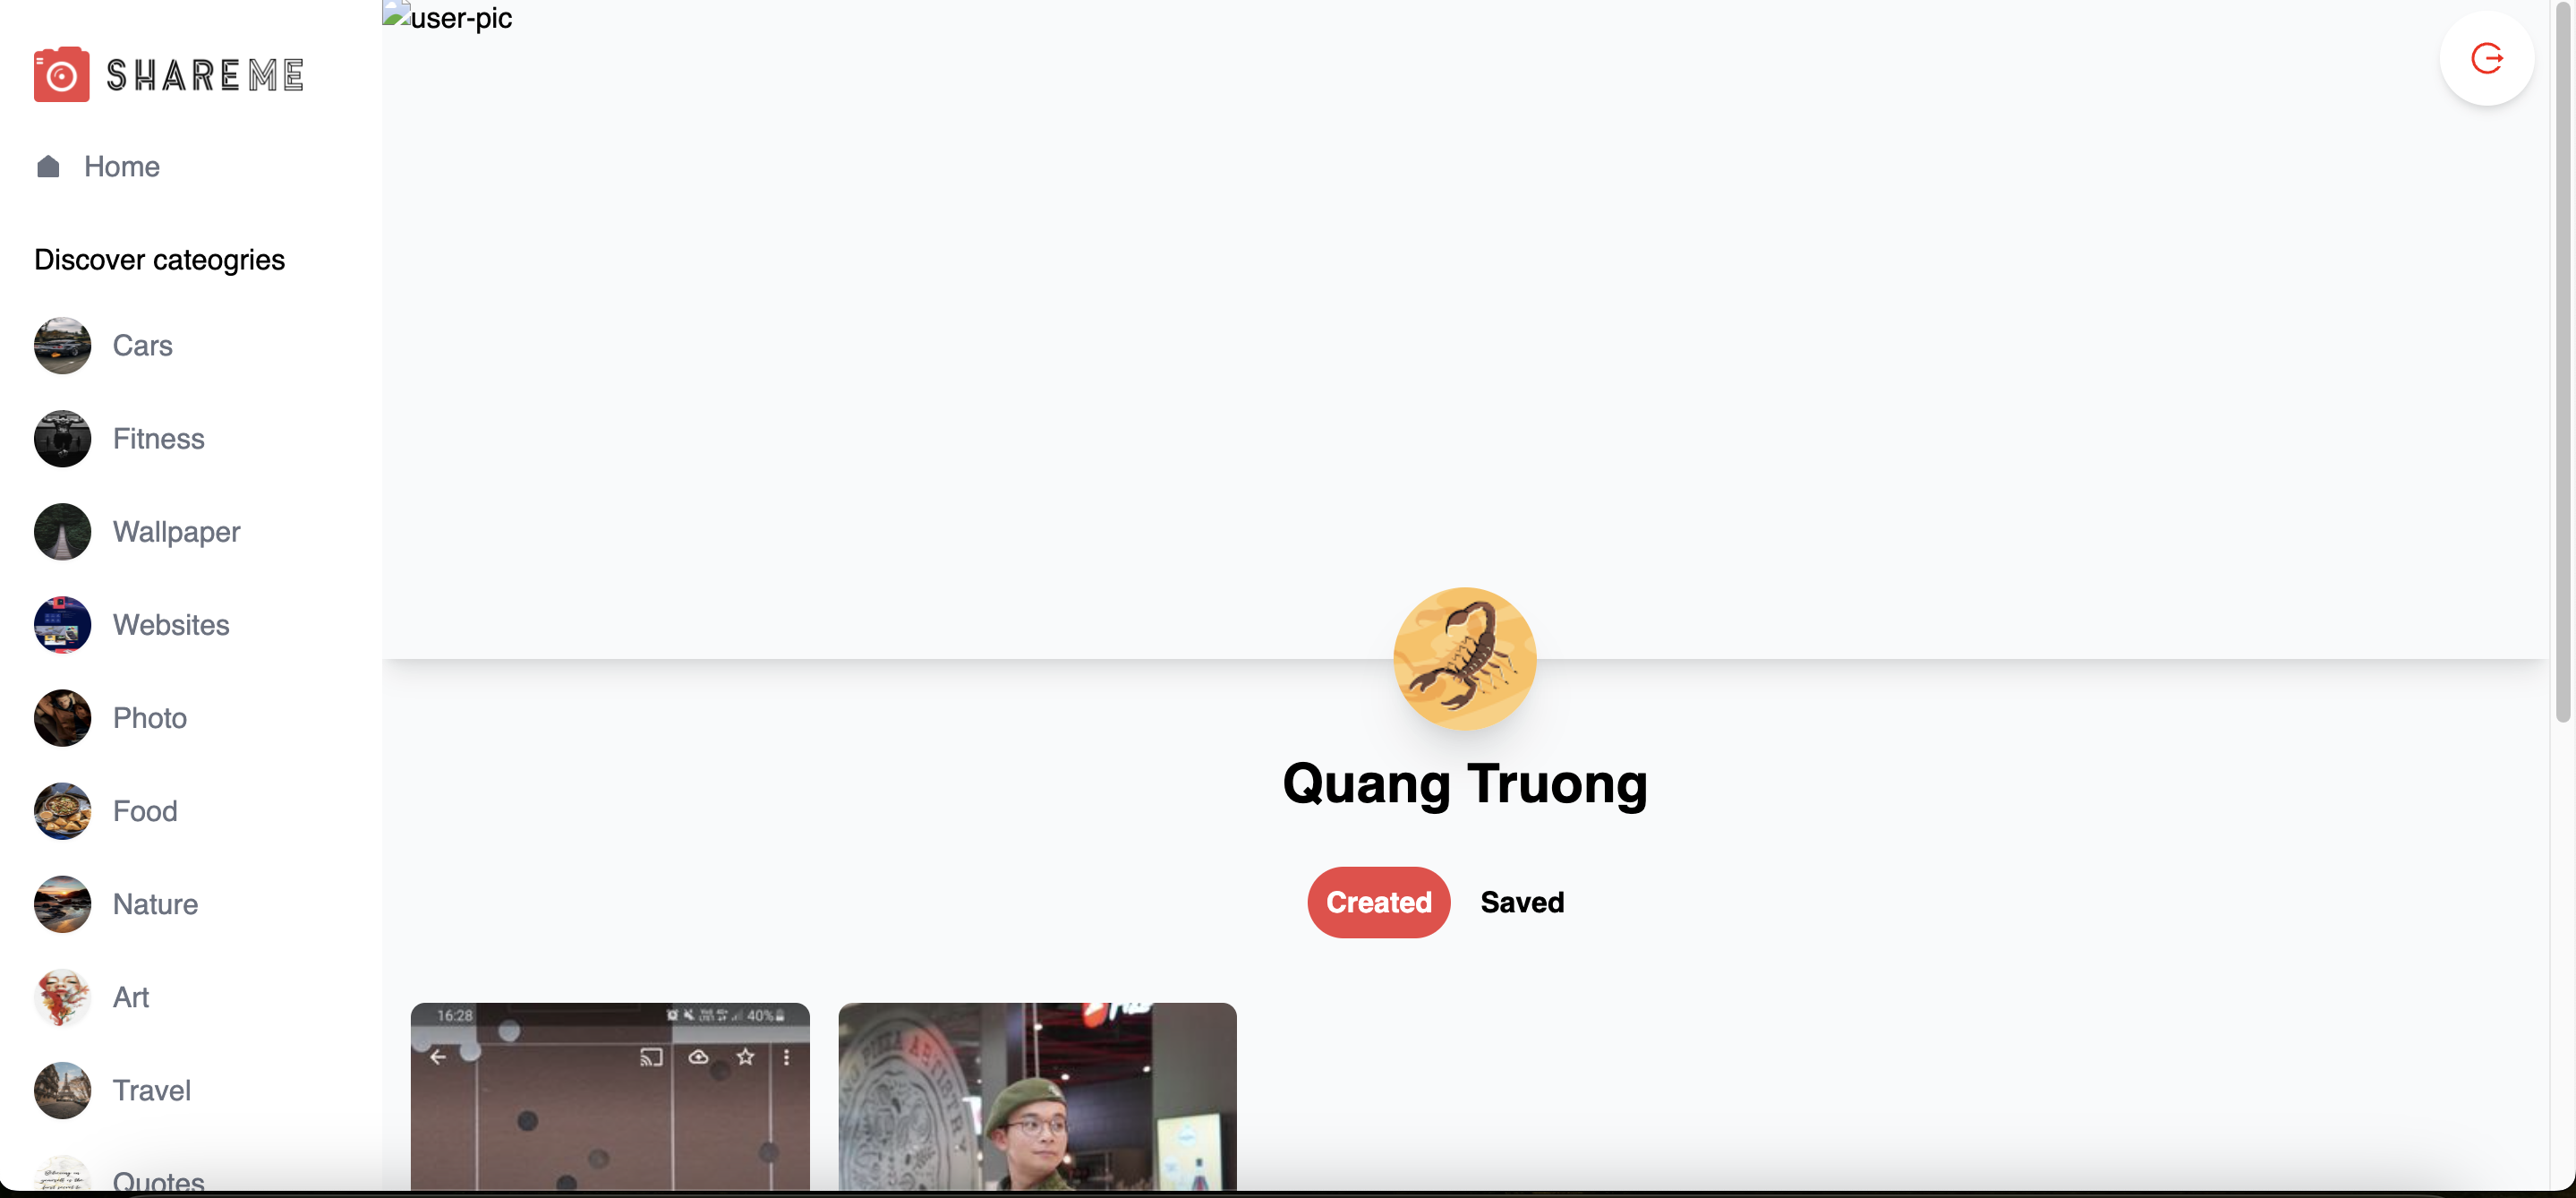 SHAREME
Home
Discover cateogries
Cars
Fitness
Wallpaper
Websites
Photo
Food
Nature
Art
Travel
Quotes
user-pic
Quang Truong
Created Saved
16:28 40%